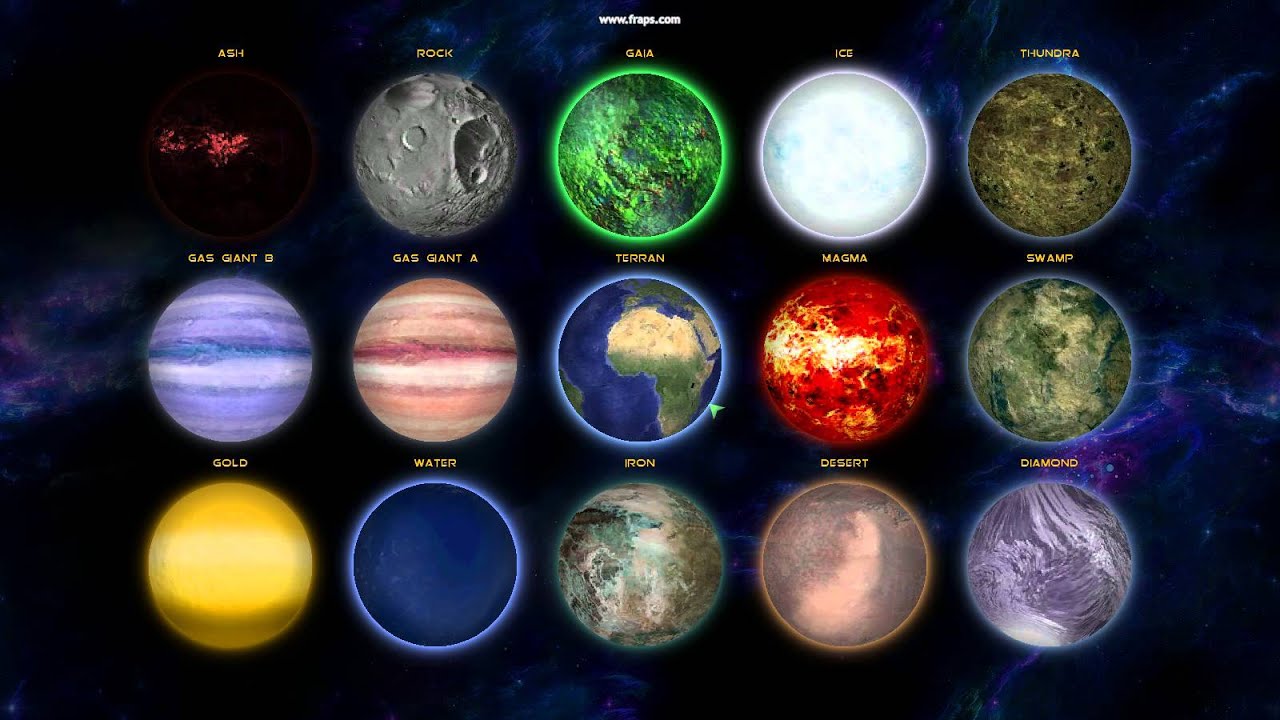 www.fraps.com
ASH ROCK GAIA ICE THUNDRA
GAS GIANT B GAS GIANT A TERRAN MAGMA SWAMP
GOLD WATER IRON DESERT DIAMOND